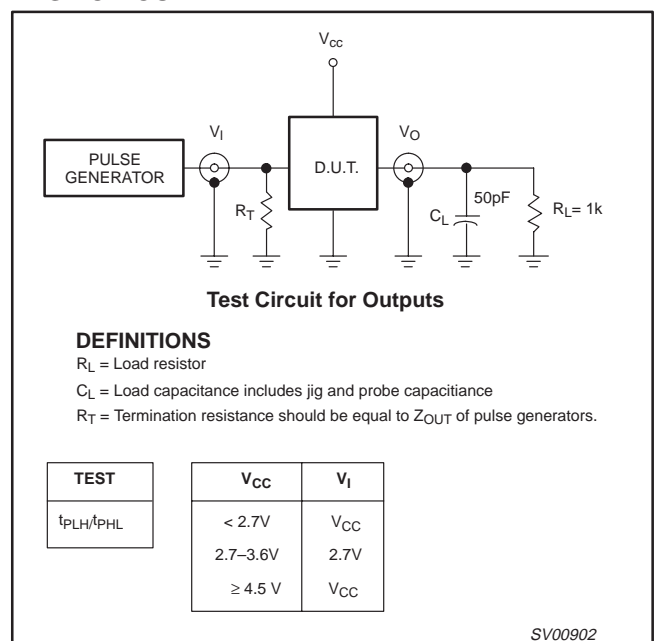 Vcc
VI
VO
PULSE
GENERATOR
D.U.T.
RT
50pF
CL
RL= 1k
Test Circuit for Outputs
DEFINITIONS
RL = Load resistor
CL = Load capacitance includes jig and probe capacitiance
RT = Termination resistance should be equal to ZOUT of pulse generators.
TEST
tPLH/tPHL
VCC VI
< 2.7V VCC
2.7–3.6V 2.7V
≥ 4.5 V VCC
SV00902